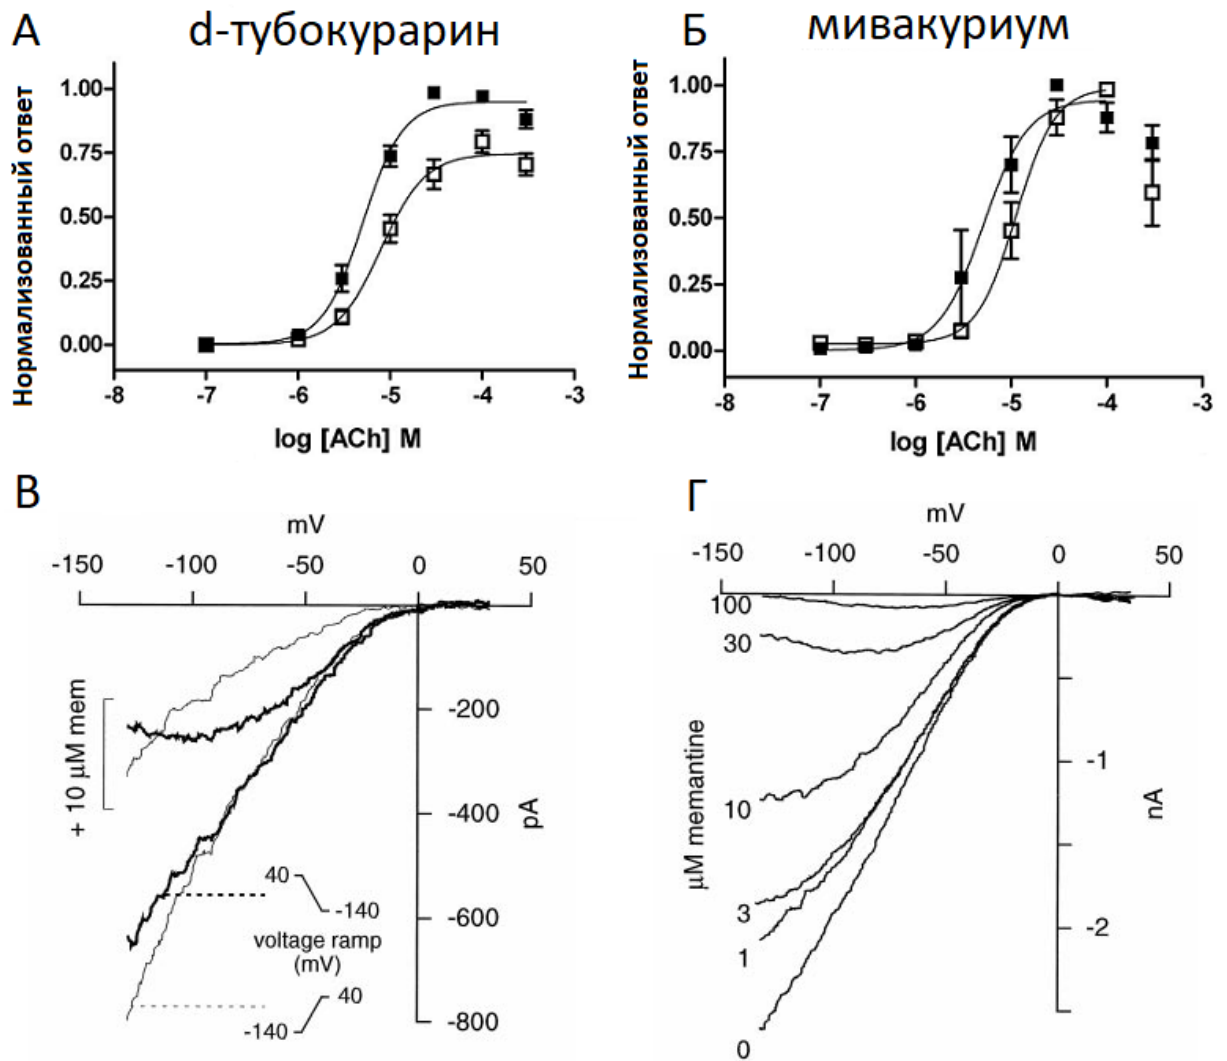 А d-тубокурарин
Нормализованный ответ
1.00
0.75
0.50
0.25
0.00
-8 -7 -6 -5 -4 -3
log [ACh] M
Б мивакуриум
Нормализованный ответ
1.00
0.75
0.50
0.25
0.00
-8 -7 -6 -5 -4 -3
log [ACh] M
В
mV
-150 -100 -50 0 50
+ 10 μM mem
-200
-400
-600
-800
pA
40
-140
voltage ramp
(mV)
40
-140
Г
mV
-150 -100 -50 0 50
100
30
10
3
1
0
μM memantine
-1
-2
nA